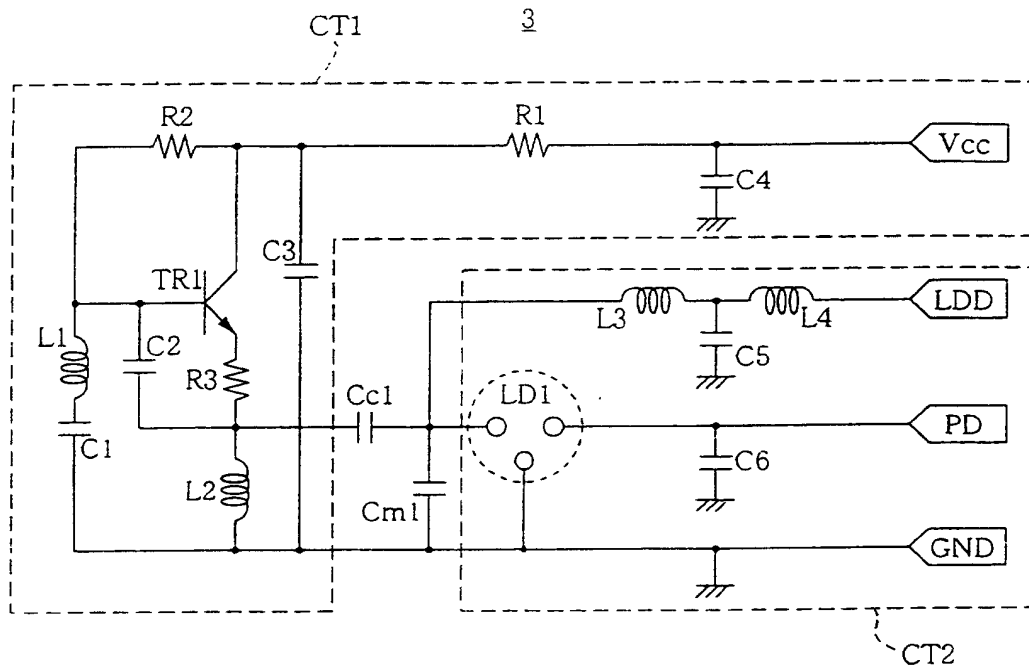 CT1
3
R2
R1
Vcc
C4
C3
TR1
LDD
L3
L4
L1
C2
C5
R3
Cc1
LD1
PD
C1
C6
L2
Cm1
GND
CT2